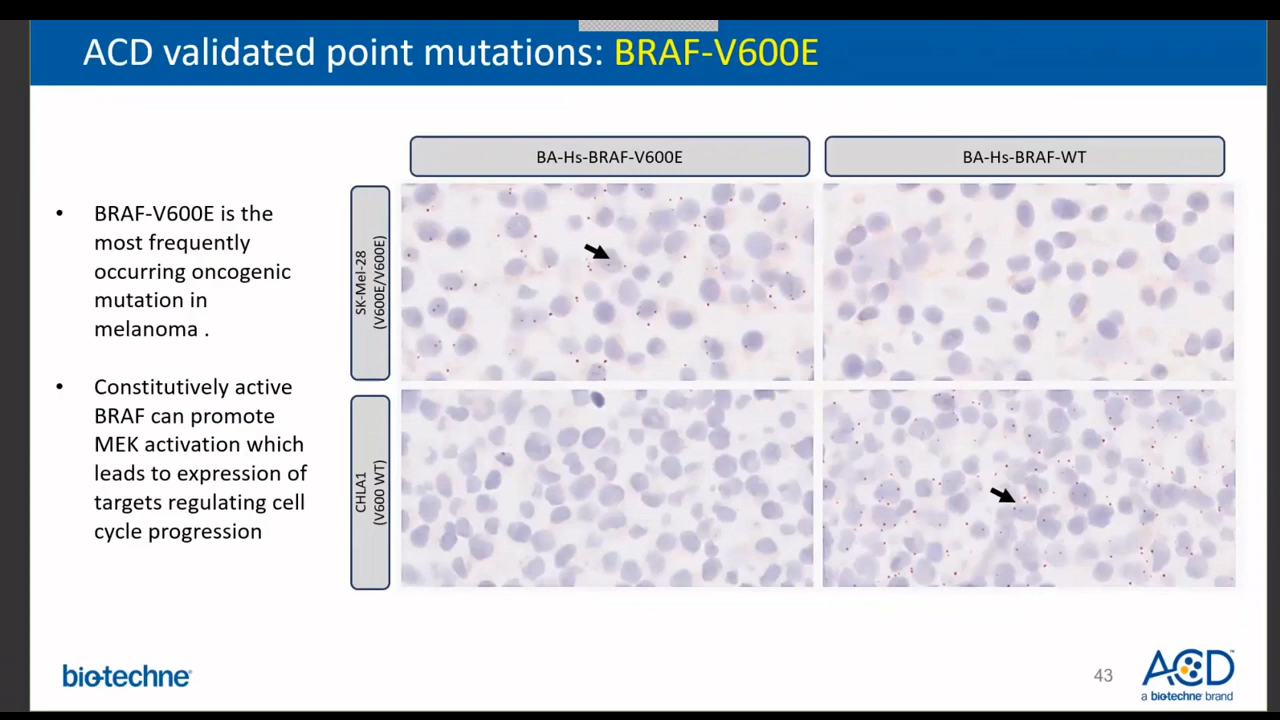 ACD validated point mutations: BRAF-V600E
BA-Hs-BRAF-V600E
BA-Hs-BRAF-WT
SK-Mel-28
(V600E/V600E)
CHLA1
(V600 WT)
• BRAF-V600E is the
most frequently
occurring oncogenic
mutation in
melanoma .
• Constitutively active
BRAF can promote
MEK activation which
leads to expression of
targets regulating cell
cycle progression
bio-techne
43
ACD
a bio-techne brand